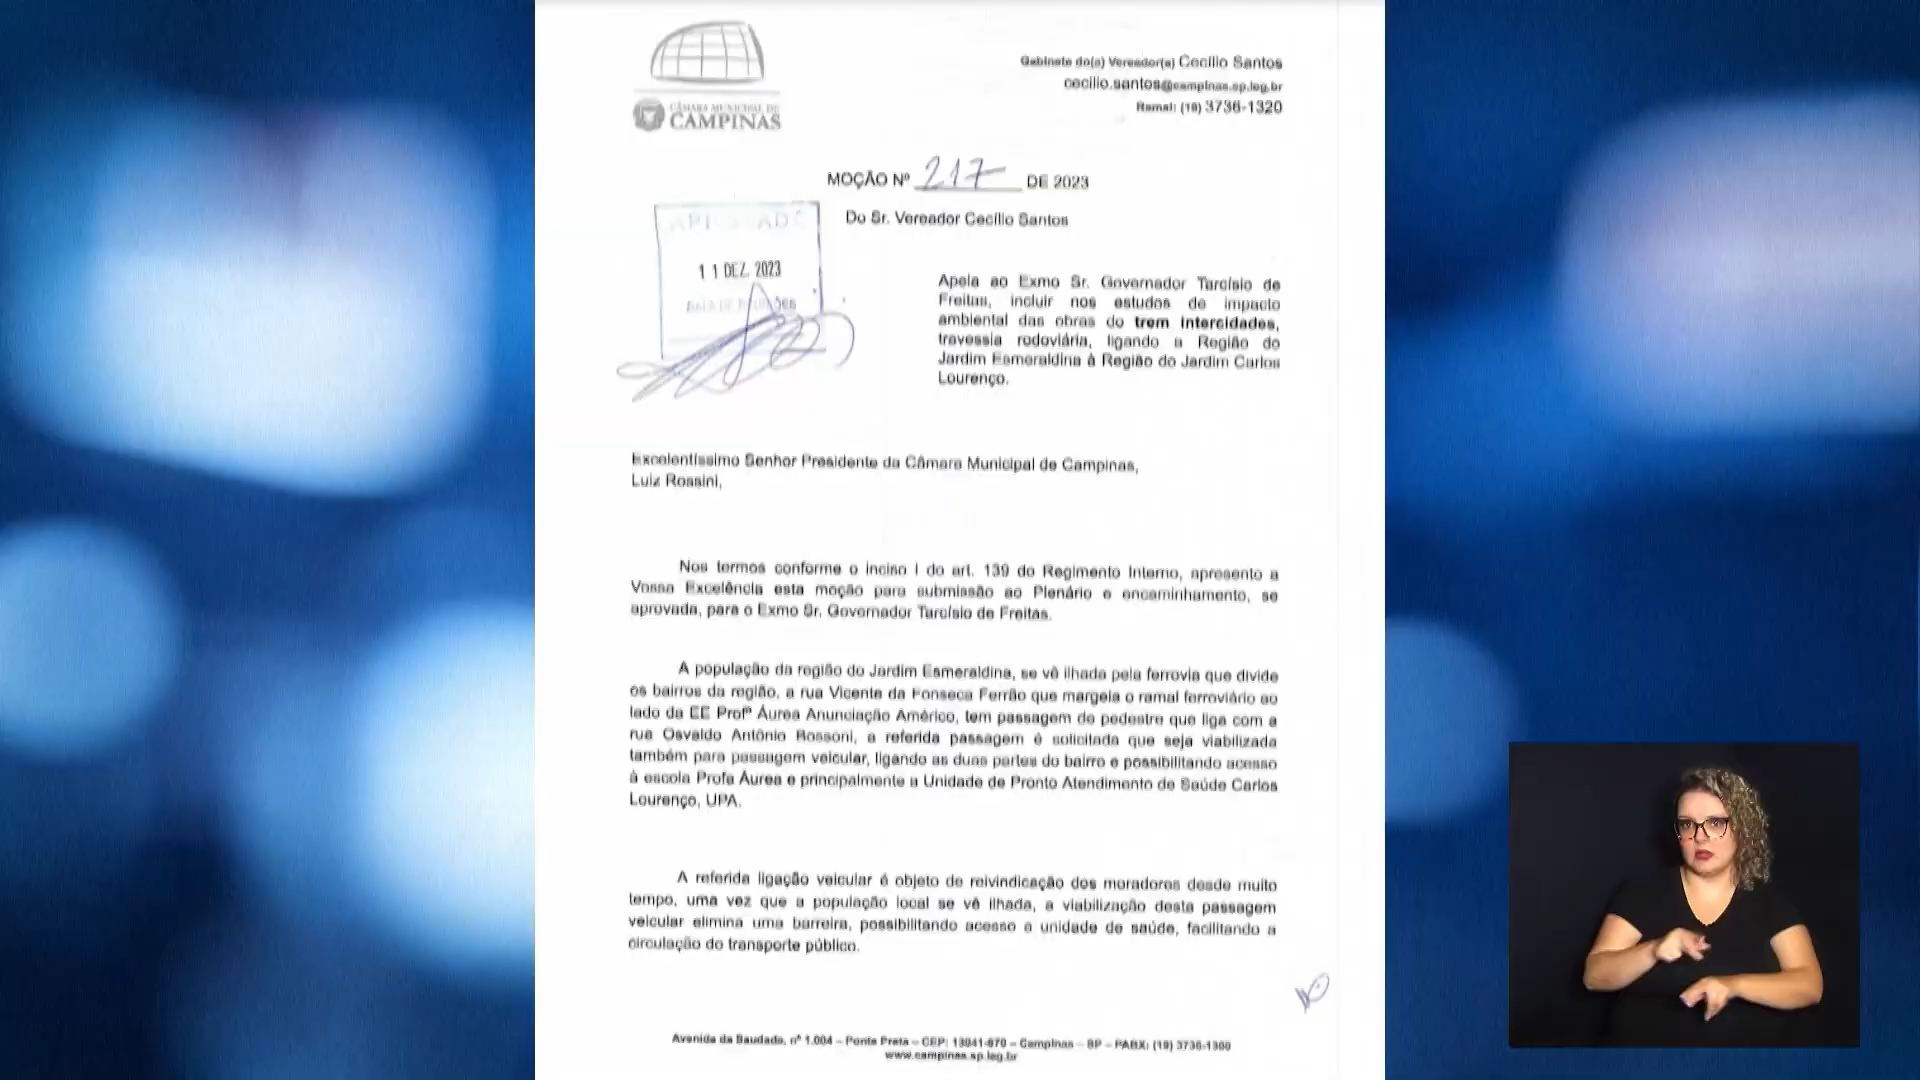 CÂMARA MUNICIPAL DE
CAMPINAS
Gabinete do(a) Vereador(a) Cecílio Santos
cecilio.santos@campinas.sp.leg.br
Ramal: (19) 3736-1320
MOÇÃO Nº 217 DE 2023
Do Sr. Vereador Cecílio Santos
11 DEZ. 2023
Apela ao Exmo Sr. Governador Tarcísio de
Freitas, incluir nos estudos de impacto
ambiental das obras do trem intercidades,
travessia rodoviária, ligando a Região do
Jardim Esmeraldina à Região do Jardim Carlos
Lourenço.
Excelentíssimo Senhor Presidente da Câmara Municipal de Campinas,
Luiz Rossini,
Nos termos conforme o inciso I do art. 139 do Regimento Interno, apresento a
Vossa Excelência esta moção para submissão ao Plenário e encaminhamento, se
aprovada, para o Exmo Sr. Governador Tarcísio de Freitas.
A população da região do Jardim Esmeraldina, se vê ilhada pela ferrovia que divide
os bairros da região, a rua Vicente da Fonseca Ferrão que margeia o ramal ferroviário ao
lado da EE Profª Áurea Anunciação Américo, tem passagem de pedestre que liga com a
rua Osvaldo Antônio Rossoni, a referida passagem é solicitada que seja viabilizada
também para passagem veicular, ligando as duas partes do bairro e possibilitando acesso
à escola Profa Áurea e principalmente a Unidade de Pronto Atendimento de Saúde Carlos
Lourenço, UPA.
A referida ligação veicular é objeto de reivindicação dos moradores desde muito
tempo, uma vez que a população local se vê ilhada, a viabilização desta passagem
veicular elimina uma barreira, possibilitando acesso a unidade de saúde, facilitando a
circulação do transporte público.
Avenida da Saudade, nº 1.004 – Ponte Preta – CEP: 13041-670 – Campinas – SP – PABX: (19) 3736-1300
www.campinas.sp.leg.br